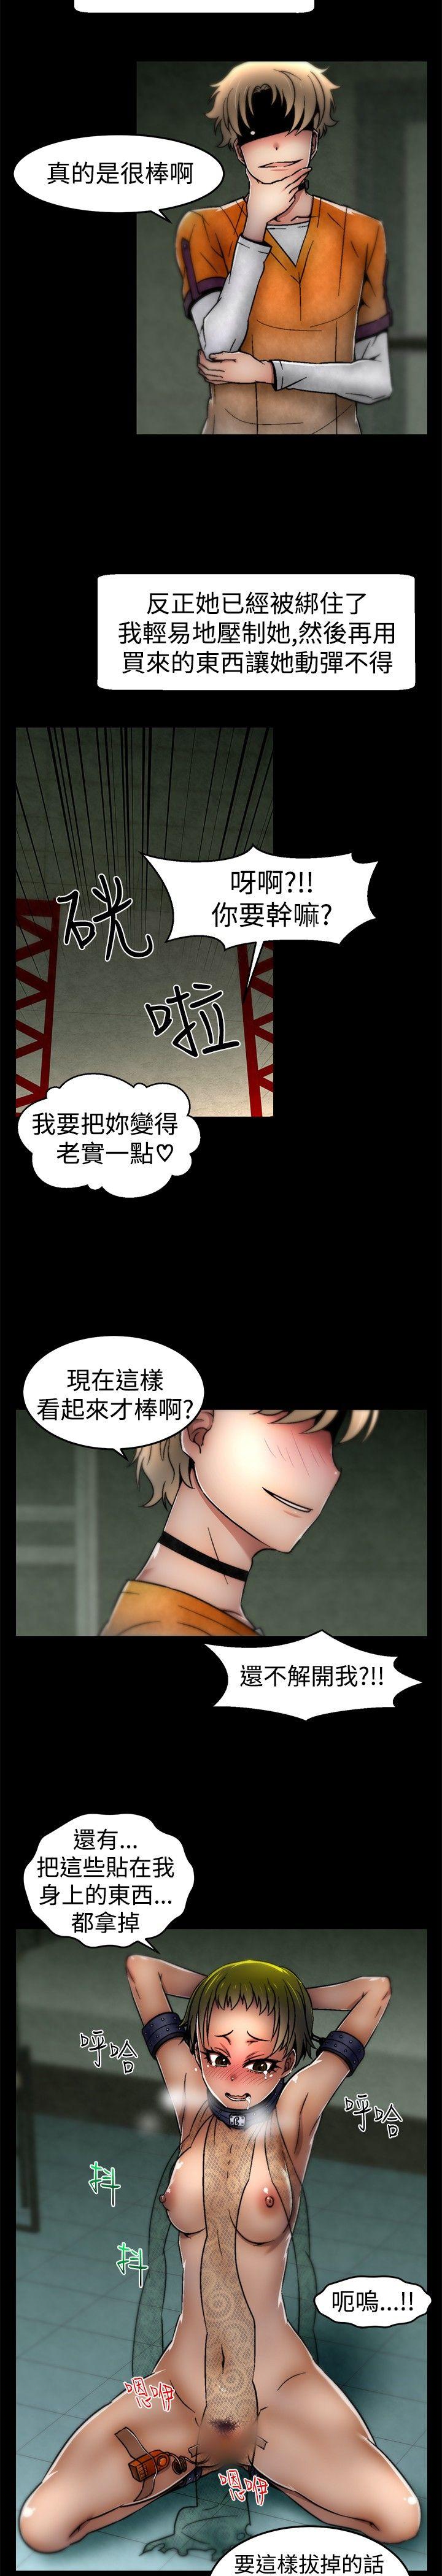 真的是很棒啊
反正她已經被綁住了
我輕易地壓制她,然後再用
買來的東西讓她動彈不得
呀啊?!!
你要幹嘛?
硄
啦
我要把妳變得
老實一點♡
現在這樣
看起來才棒啊?
還不解開我?!!
還有...
把這些貼在我
身上的東西...
都拿掉
呼哈
呼哈
抖
抖
呃嗚...!!
嗯咿
嗯咿
要這樣拔掉的話